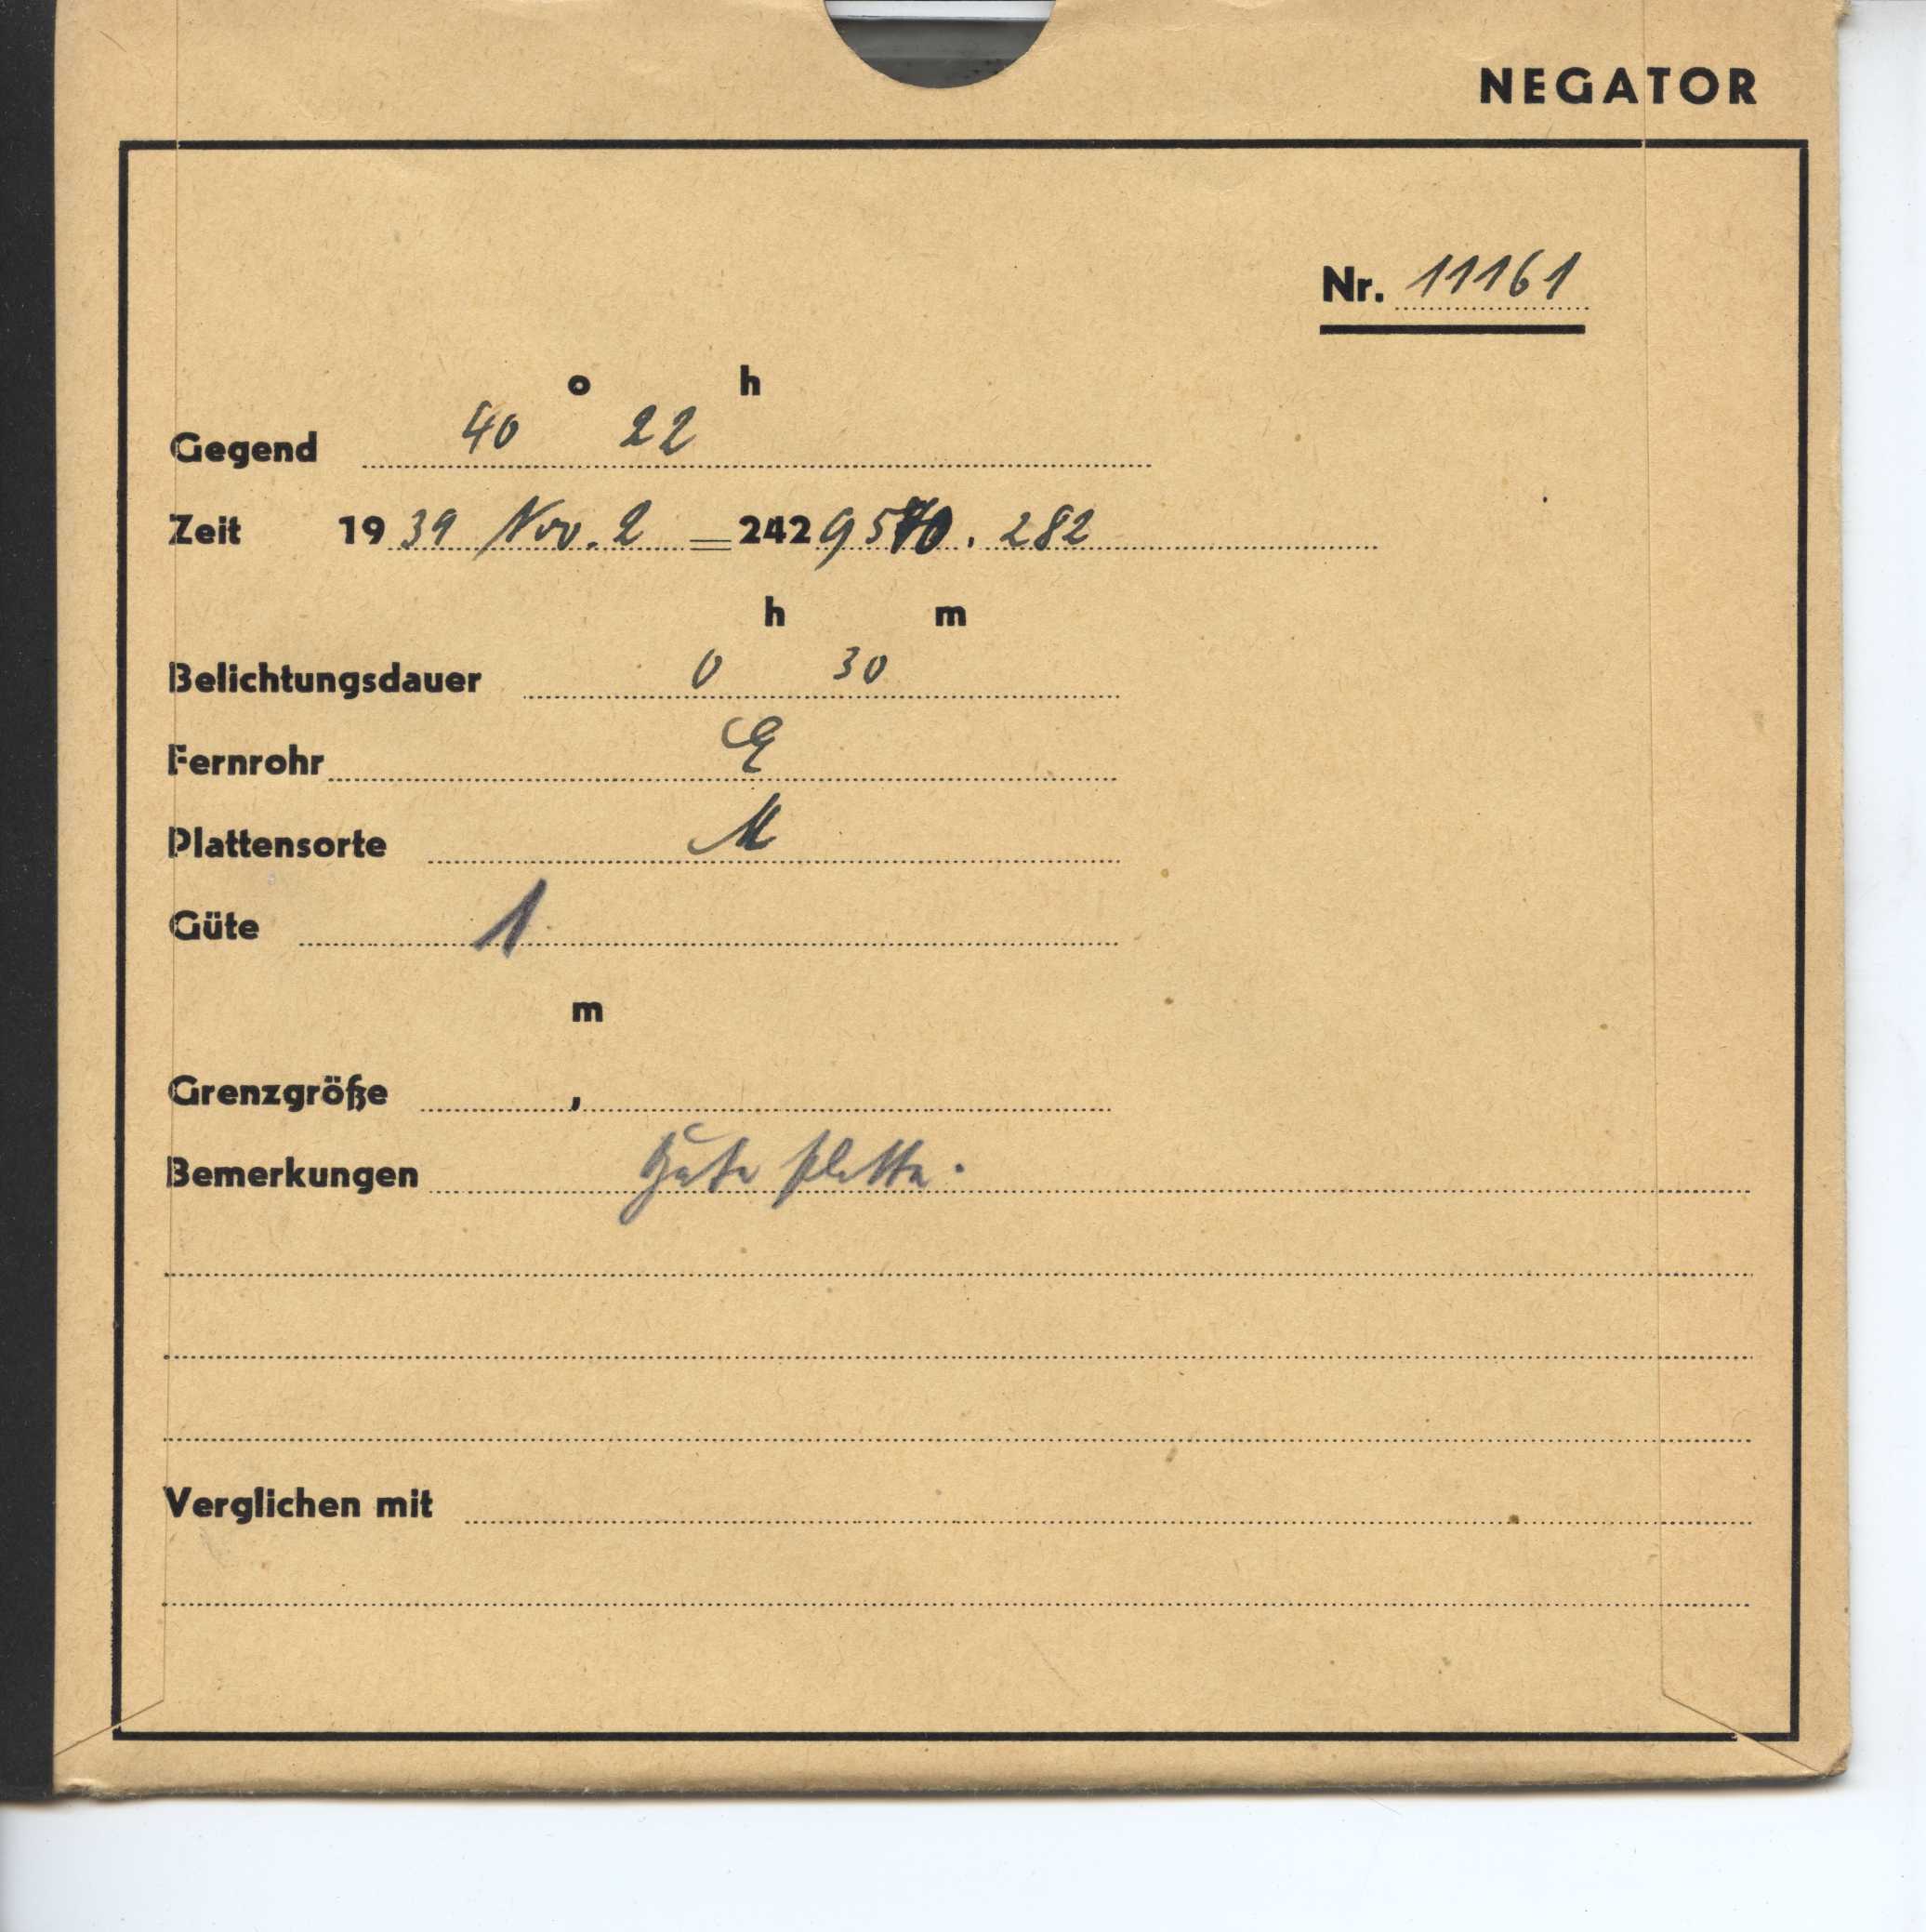 NEGATOR
Nr. 11161
o h
Gegend 40 22
Zeit 1939 Nov. 2 = 2429570.282
h m
Belichtungsdauer 0 30
Fernrohr
Plattensorte M
Güte 1
m
Grenzgröße ,
Bemerkungen Gute Platte.
Verglichen mit